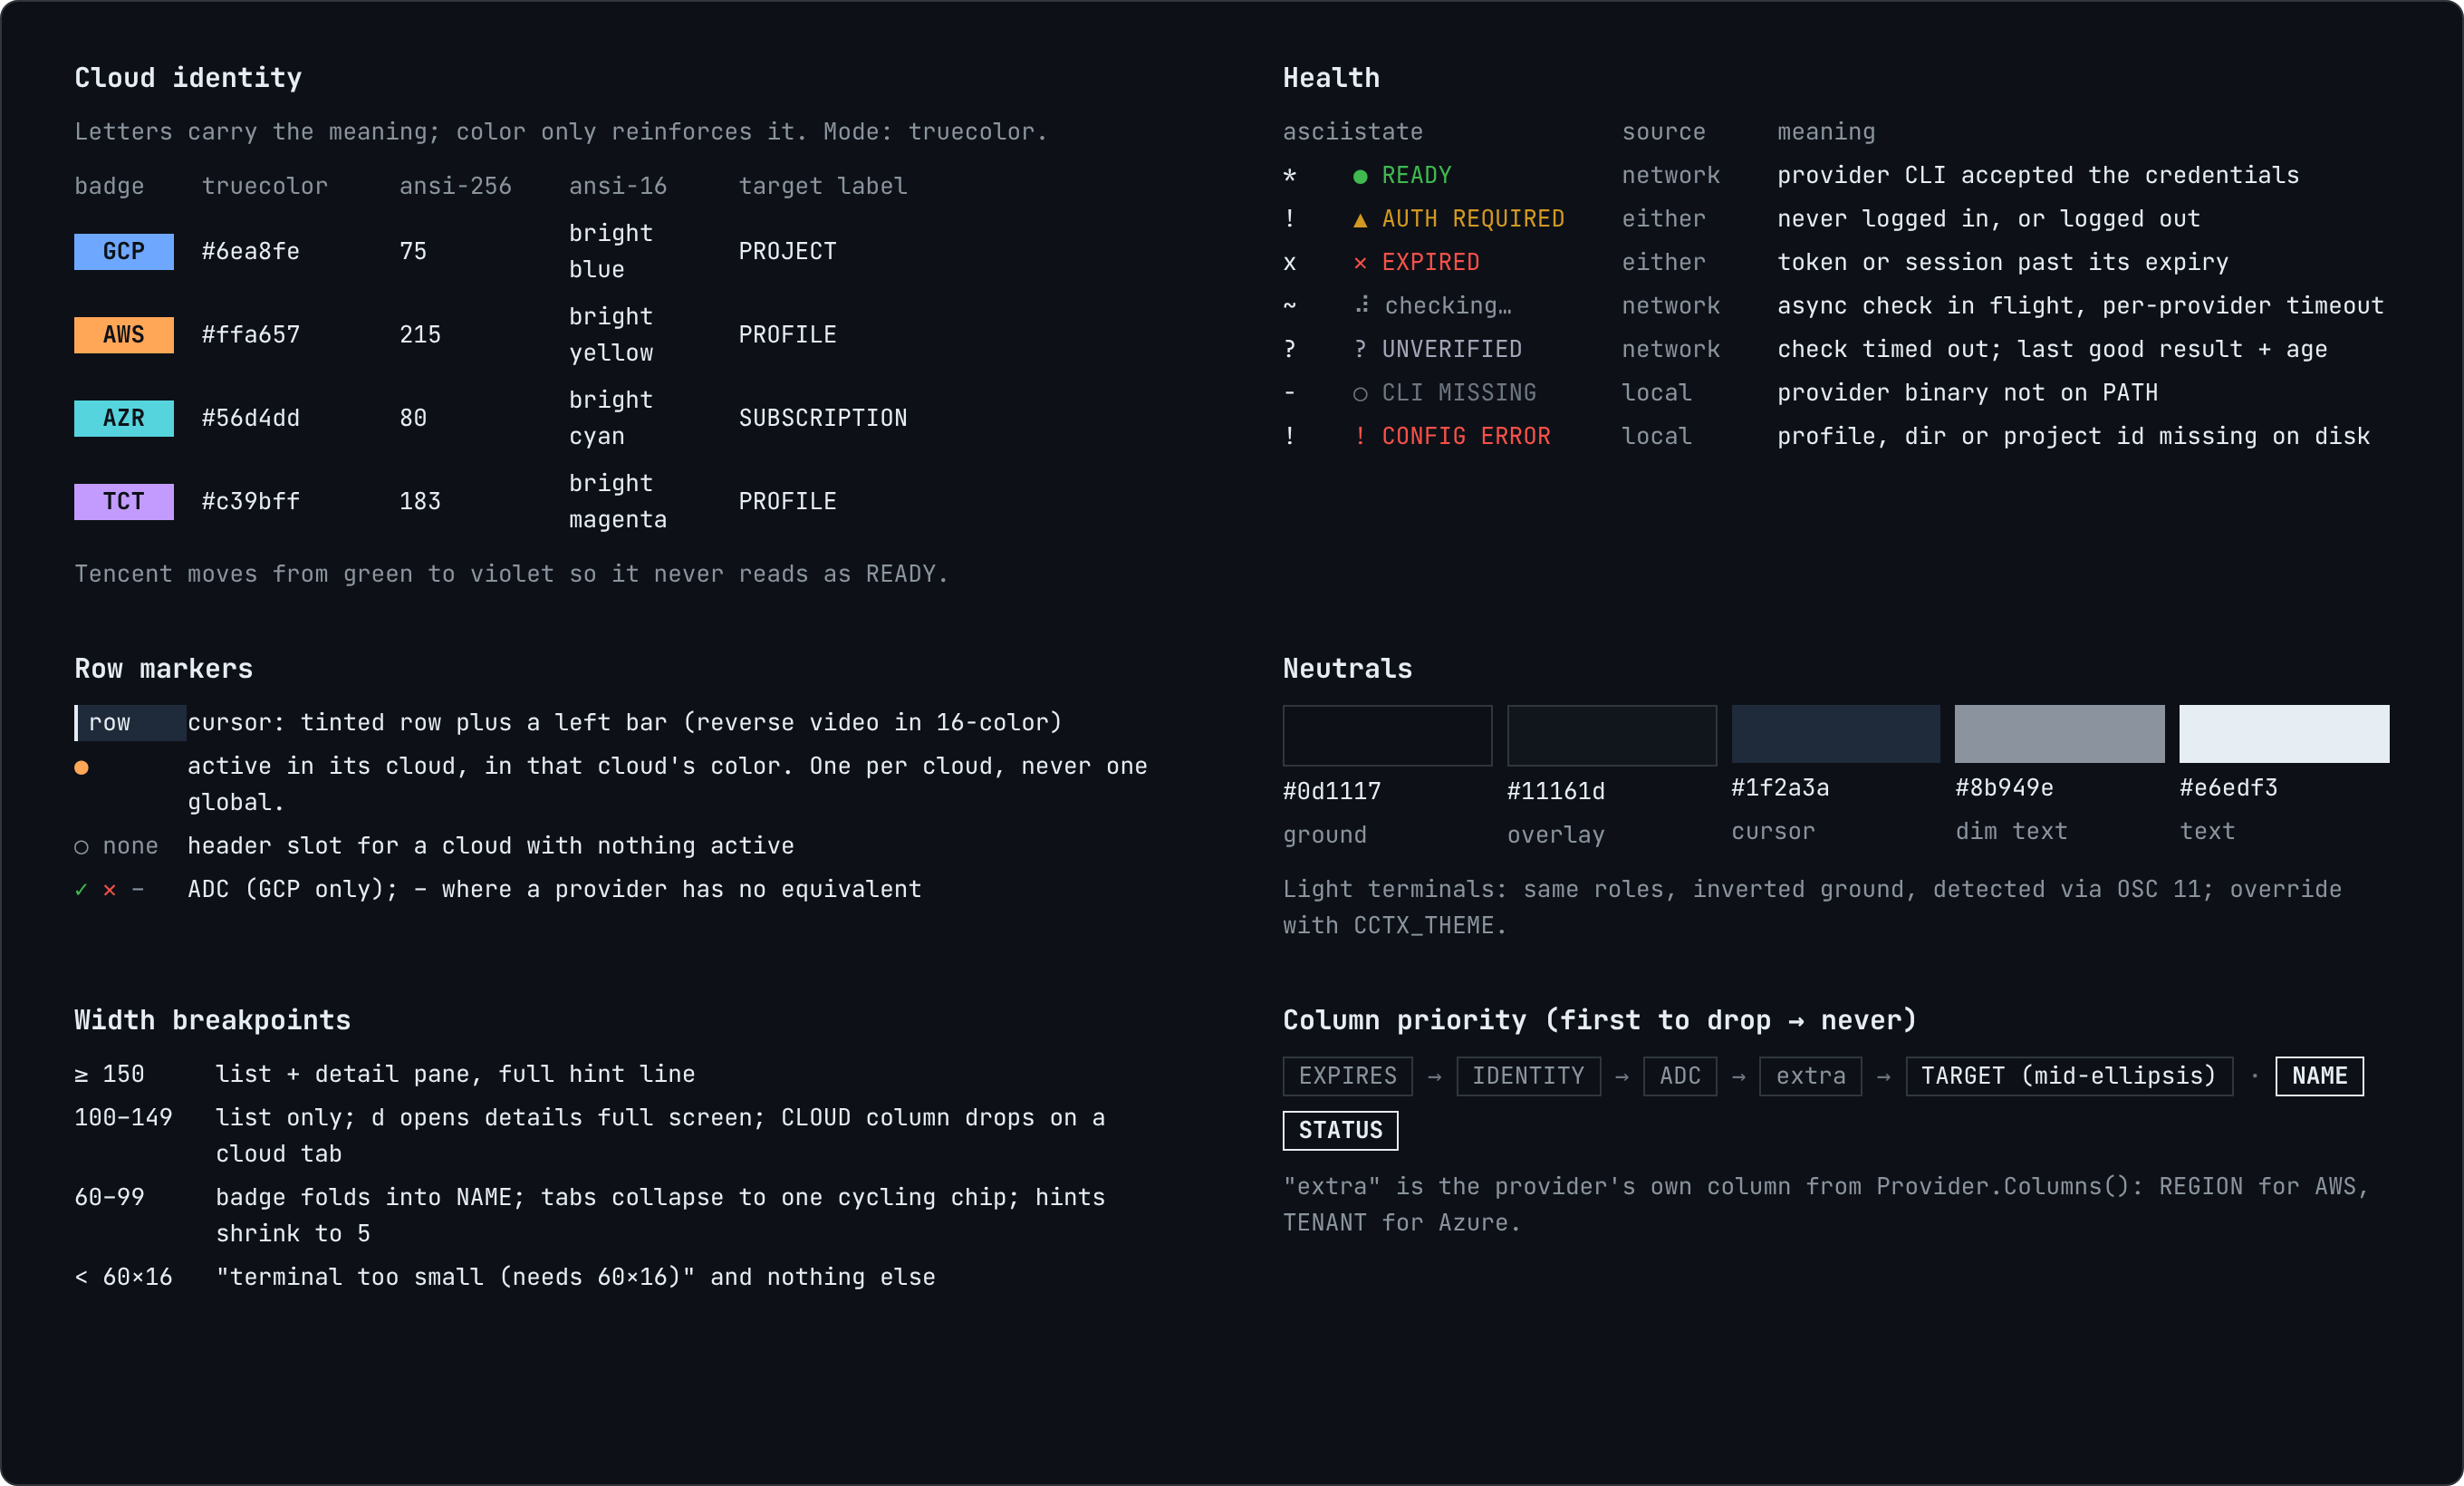 Cloud identity
Letters carry the meaning; color only reinforces it. Mode: truecolor.
badge truecolor ansi-256 ansi-16 target label
GCP #6ea8fe 75 bright blue PROJECT
AWS #ffa657 215 bright yellow PROFILE
AZR #56d4dd 80 bright cyan SUBSCRIPTION
TCT #c39bff 183 bright magenta PROFILE
Tencent moves from green to violet so it never reads as READY.
Health
asciistate source meaning
* ● READY network provider CLI accepted the credentials
! ▲ AUTH REQUIRED either never logged in, or logged out
x ✕ EXPIRED either token or session past its expiry
~ ⠼ checking… network async check in flight, per-provider timeout
? ? UNVERIFIED network check timed out; last good result + age
- ○ CLI MISSING local provider binary not on PATH
! ! CONFIG ERROR local profile, dir or project id missing on disk
Row markers
row cursor: tinted row plus a left bar (reverse video in 16-color)
● active in its cloud, in that cloud's color. One per cloud, never one
global.
○ none header slot for a cloud with nothing active
✓ ✕ – ADC (GCP only); – where a provider has no equivalent
Neutrals
#0d1117 #11161d #1f2a3a #8b949e #e6edf3
ground overlay cursor dim text text
Light terminals: same roles, inverted ground, detected via OSC 11; override
with CCTX_THEME.
Width breakpoints
≥ 150 list + detail pane, full hint line
100–149 list only; d opens details full screen; CLOUD column drops on a
cloud tab
60–99 badge folds into NAME; tabs collapse to one cycling chip; hints
shrink to 5
< 60×16 "terminal too small (needs 60×16)" and nothing else
Column priority (first to drop → never)
EXPIRES → IDENTITY → ADC → extra → TARGET (mid-ellipsis) · NAME
STATUS
"extra" is the provider's own column from Provider.Columns(): REGION for AWS,
TENANT for Azure.